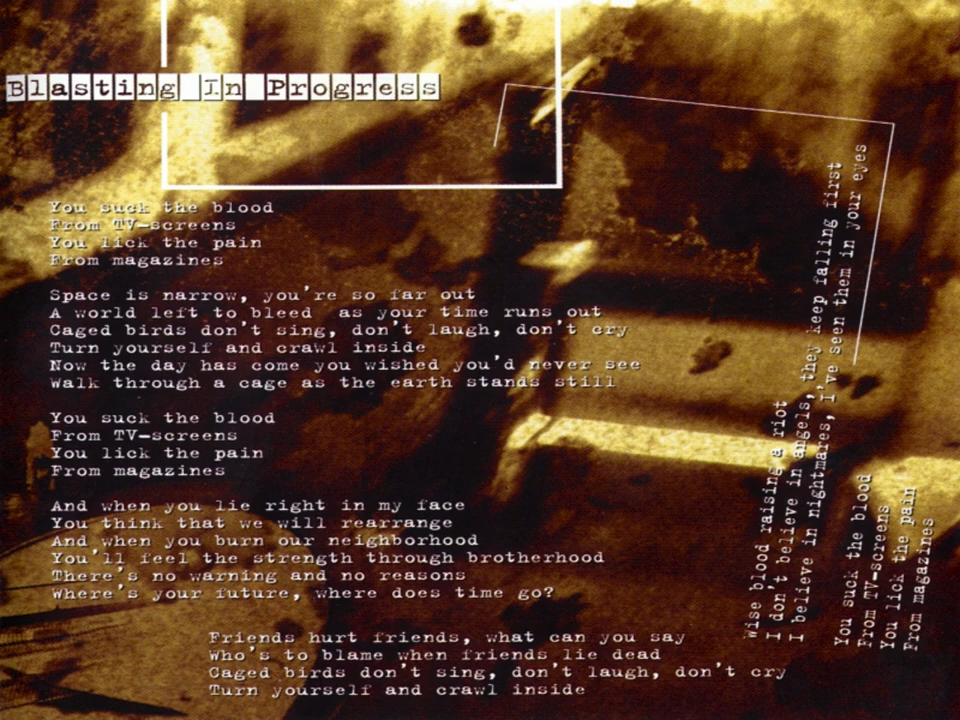 Blasting In Progress
You suck the blood
From TV-screens
You lick the pain
From magazines
Space is narrow, you're so far out
A world left to bleed as your time runs out
Caged birds don't sing, don't laugh, don't cry
Turn yourself and crawl inside
Now the day has come you wished you'd never see
Walk through a cage as the earth stands still
You suck the blood
From TV-screens
You lick the pain
From magazines
And when you lie right in my face
You think that we will rearrange
And when you burn our neighborhood
You'll feel the strength through brotherhood
There's no warning and no reasons
Where's your future, where does time go?
Friends hurt friends, what can you say
Who's to blame when friends lie dead
Caged birds don't sing, don't laugh, don't cry
Turn yourself and crawl inside
Wise blood raising a riot
I don't believe in angels, they keep falling first
I believe in nightmares, I've seen them in your eyes
You suck the blood
From TV-screens
You lick the pain
From magazines